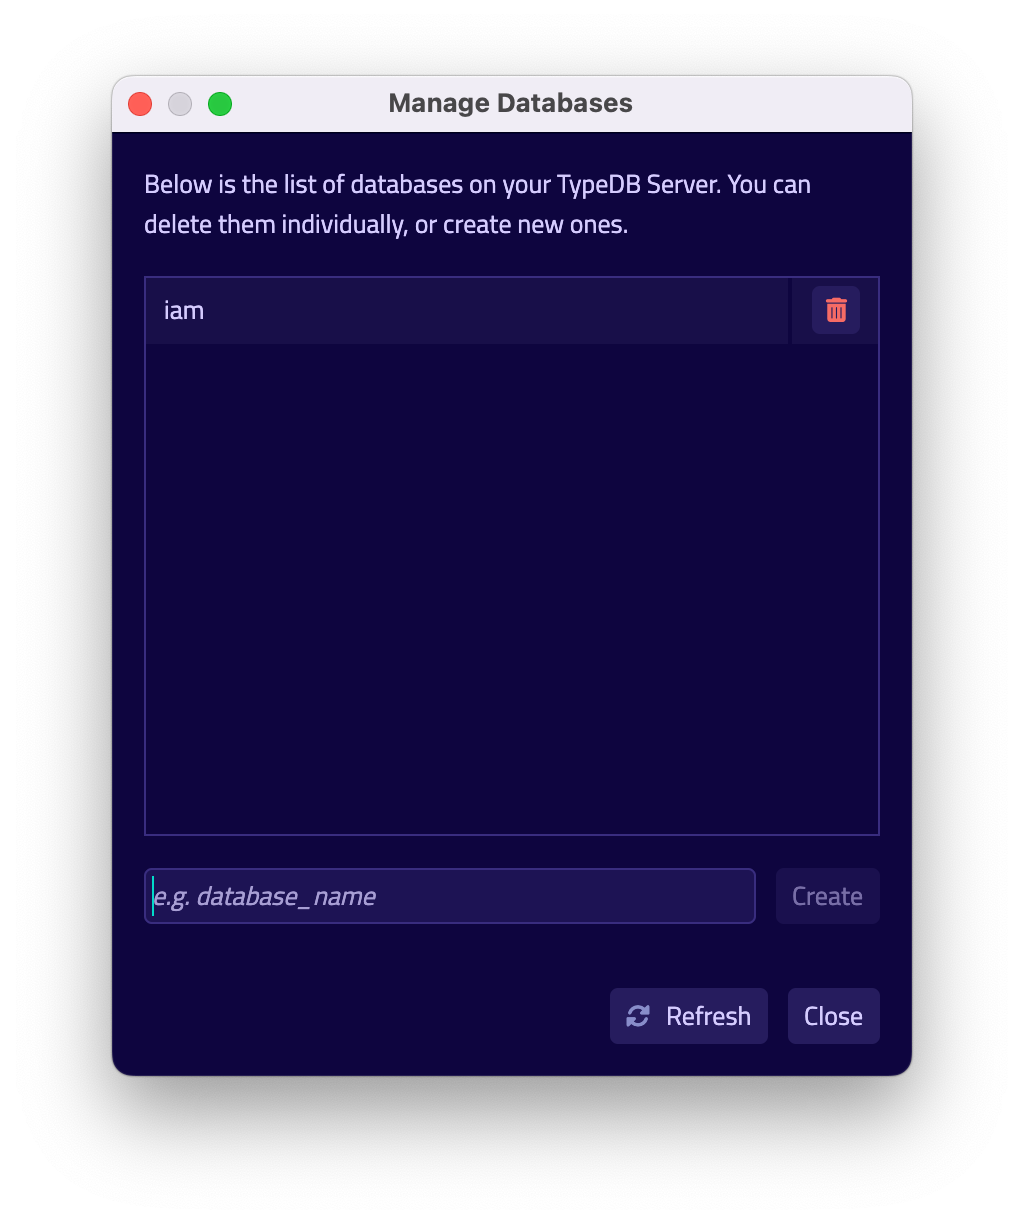 Manage Databases
Below is the list of databases on your TypeDB Server. You can
delete them individually, or create new ones.
iam
e.g. database_name
Create
Refresh
Close